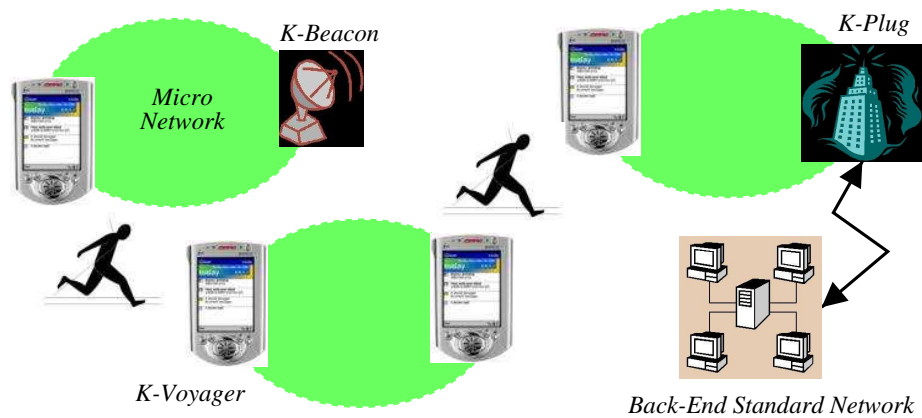 K-Beacon
K-Plug
Micro
Network
K-Voyager
Back-End Standard Network